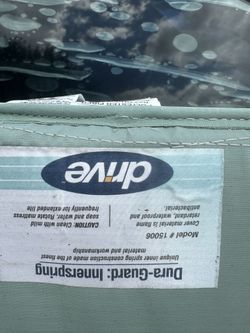 drive
Dura-Guard: Innerspring
Unique inner spring construction made of the finest
material and workmanship
Model # 15006
Cover material is flame
retardant, waterproof and
antibacterial.
CAUTION: Clean with mild
soap and water. Rotate mattress
frequently for extended life